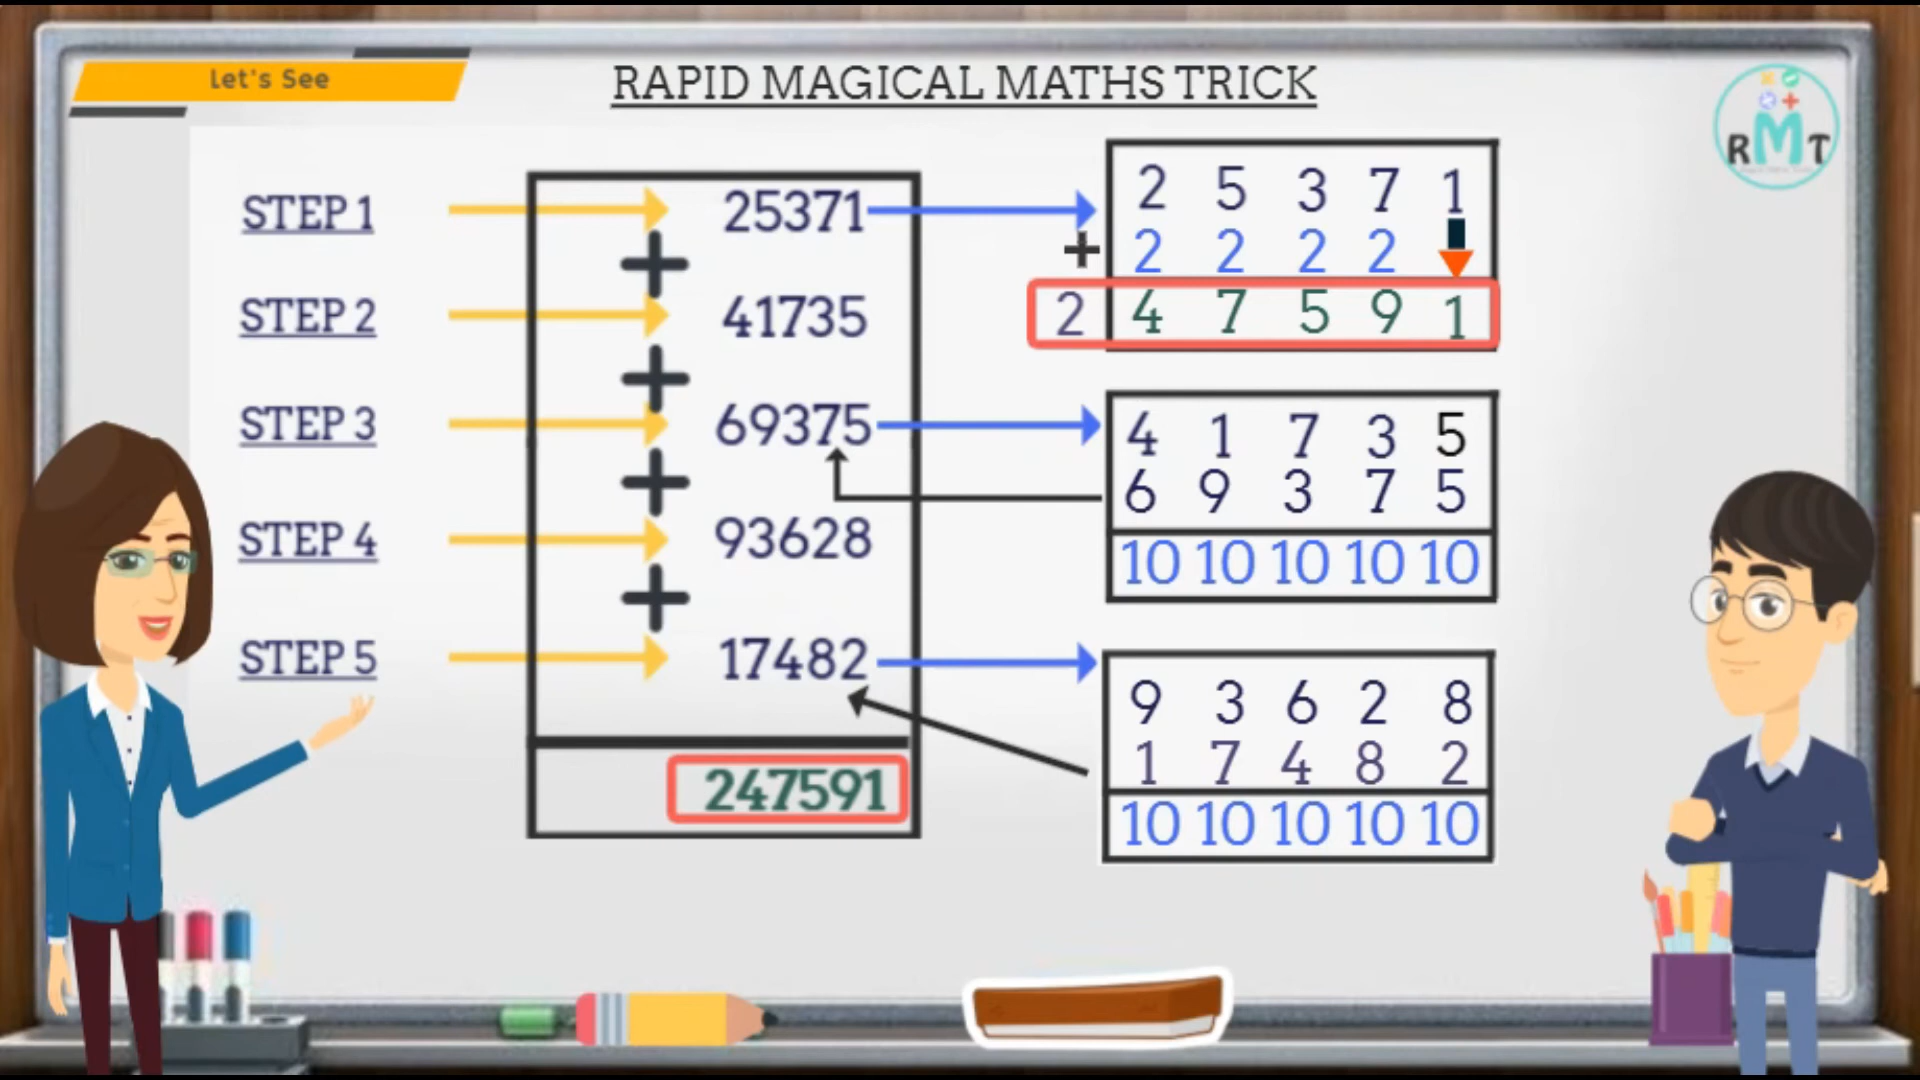 Let's See
RAPID MAGICAL MATHS TRICK
RMT
STEP 1
25371
+
STEP 2
41735
+
STEP 3
69375
+
STEP 4
93628
+
STEP 5
17482
247591
2 5 3 7 1
+ 2 2 2 2
2 4 7 5 9 1
4 1 7 3 5
6 9 3 7 5
10 10 10 10 10
9 3 6 2 8
1 7 4 8 2
10 10 10 10 10